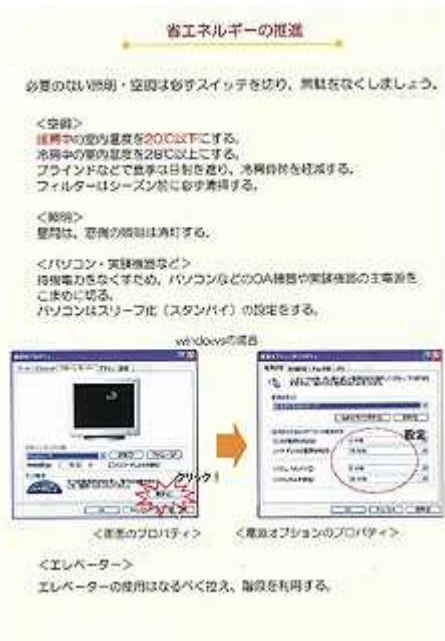 省エネルギーの推進
必要のない照明・空調は必ずスイッチを切り、無駄をなくしましょう。
<空調>
暖房中の室内温度を20℃以下にする。
冷房中の室内温度を28℃以上にする。
ブラインドなどで夏季は日射を遮り、冷房負荷を軽減する。
フィルターはシーズン前に必ず清掃する。
<照明>
昼間は、窓側の照明は消灯する。
<パソコン・実験機器など>
待機電力をなくすため、パソコンなどのOA機器や実験機器の主電源を
こまめに切る。
パソコンはスリープ化(スタンバイ)の設定をする。
windowsの場合
設定
クリック!
<画面のプロパティ>
<電源オプションのプロパティ>
<エレベーター>
エレベーターの使用はなるべく控え、階段を利用する。